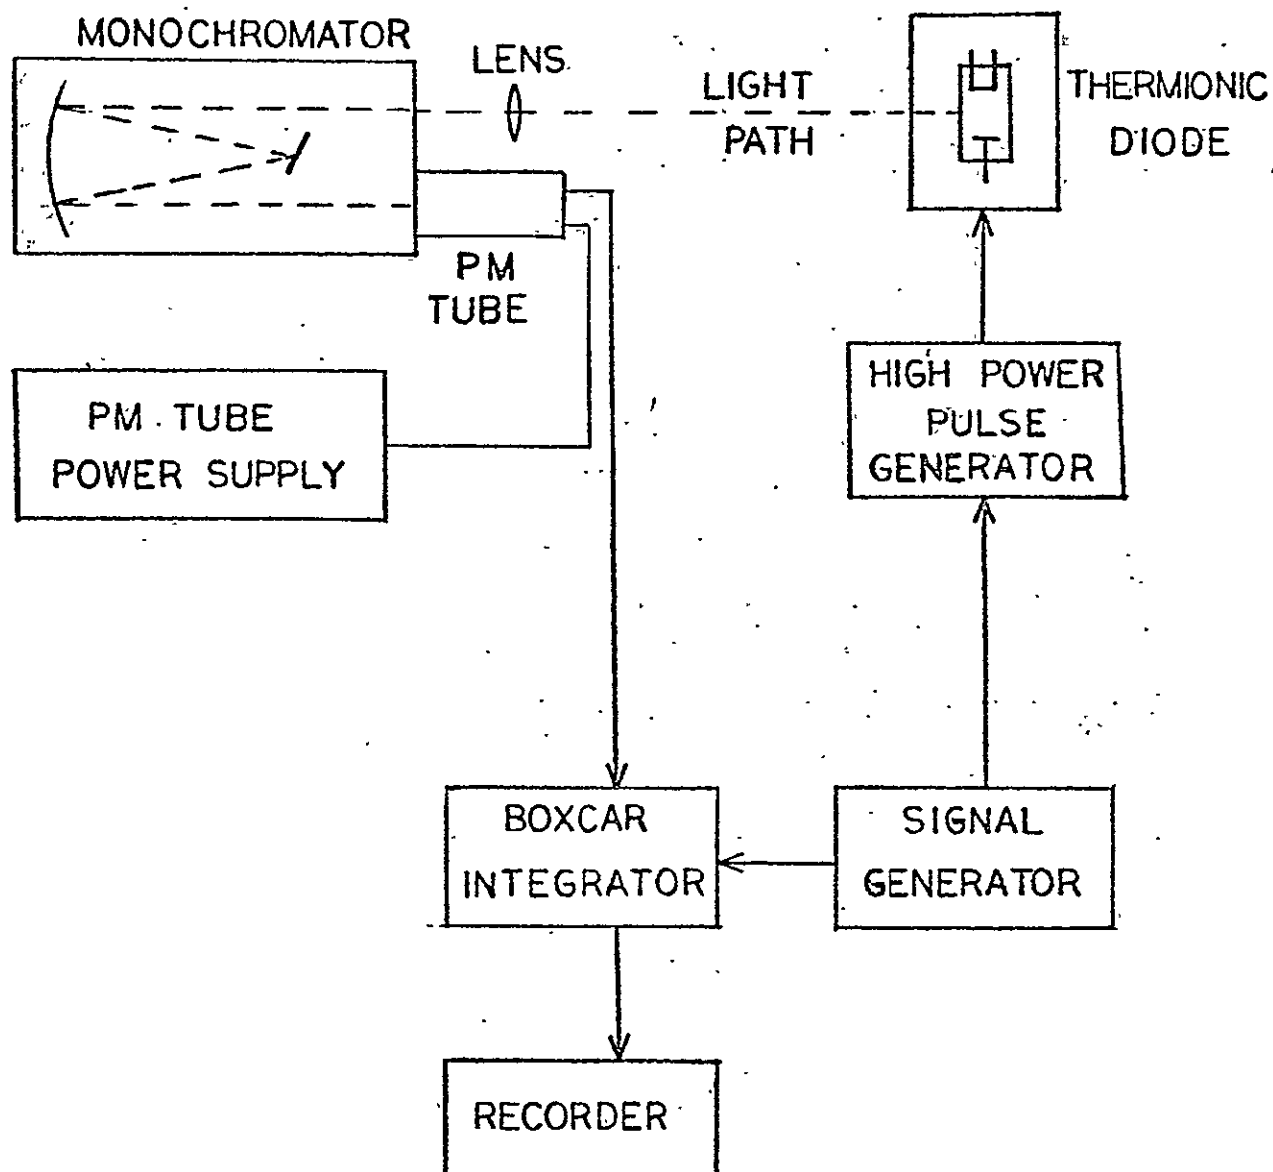 MONOCHROMATOR
LENS
LIGHT
PATH
THERMIONIC
DIODE
PM
TUBE
PM TUBE
POWER SUPPLY
HIGH POWER
PULSE
GENERATOR
BOXCAR
INTEGRATOR
SIGNAL
GENERATOR
RECORDER